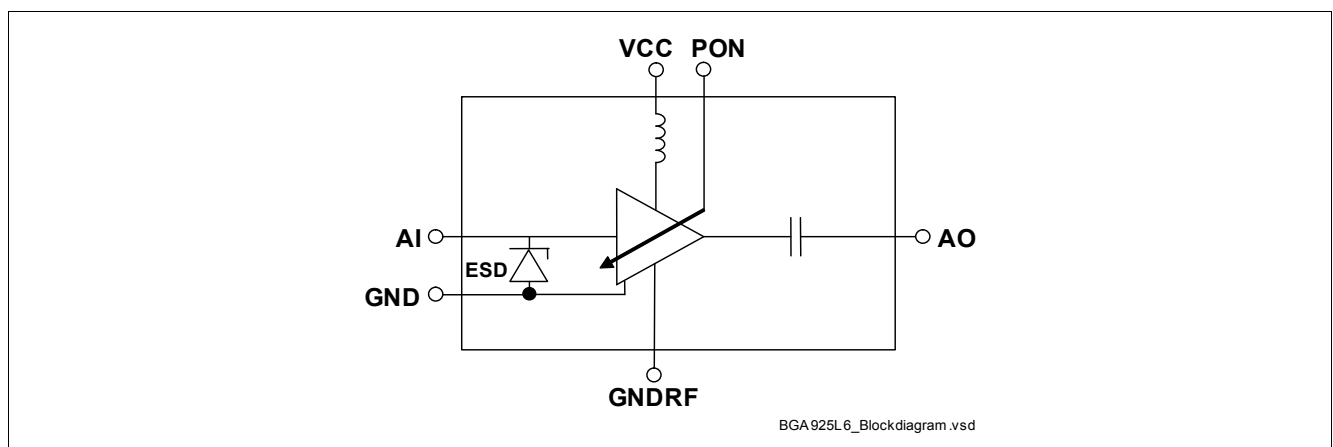 VCC PON
AI
AO
ESD
GND
GNDRF
BGA925L6_Blockdiagram.vsd